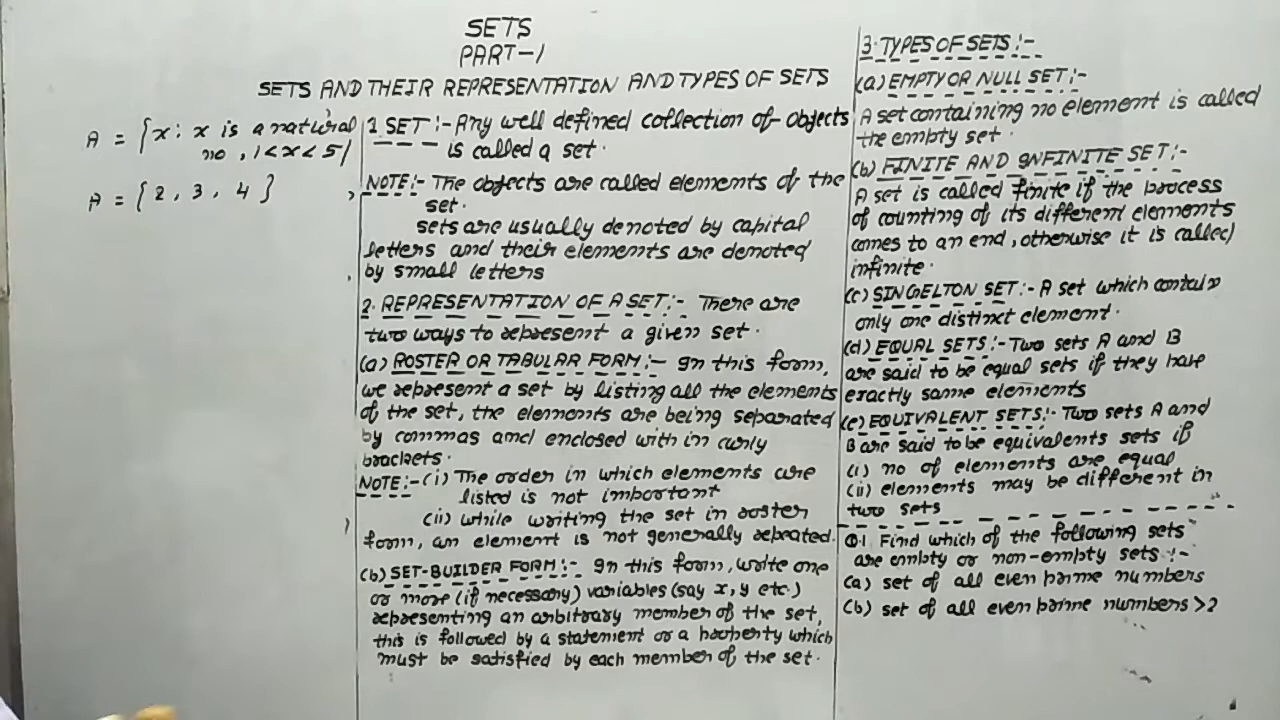 SETS
PART-1
SETS AND THEIR REPRESENTATION AND TYPES OF SETS
A = {x : x is a natural
no, 1<x<5}
A = {2, 3, 4}
1 SET :- Any well defined collection of objects
is called a set.
NOTE:- The objects are called elements of the
set.
sets are usually denoted by capital
letters and their elements are denoted
by small letters
2. REPRESENTATION OF A SET:- There are
two ways to represent a given set.
(a) ROSTER OR TABULAR FORM:- In this form,
we represent a set by listing all the elements
of the set, the elements are being separated
by commas and enclosed with in curly
brackets.
NOTE:- (i) The order in which elements are
listed is not important
(ii) while writing the set in roster
form, an element is not generally repeated.
(b) SET-BUILDER FORM:- In this form, write one
or more (if necessary) variables (say x, y etc.)
representing an arbitrary member of the set,
this is followed by a statement or a property which
must be satisfied by each member of the set.
3. TYPES OF SETS :-
(a) EMPTY OR NULL SET:-
A set containing no element is called
the empty set.
(b) FINITE AND INFINITE SET:-
A set is called finite if the process
of counting of its different elements
comes to an end, otherwise it is called
infinite.
(c) SINGELTON SET:- A set which contain
only one distinct element.
(d) EQUAL SETS:- Two sets A and B
are said to be equal sets if they have
exactly same elements
(e) EQUIVALENT SETS:- Two sets A and
B are said to be equivalents sets if
(i) no of elements are equal
(ii) elements may be different in
two sets
Q.1 Find which of the following sets
are empty or non-empty sets :-
(a) set of all even prime numbers
(b) set of all even prime numbers >2